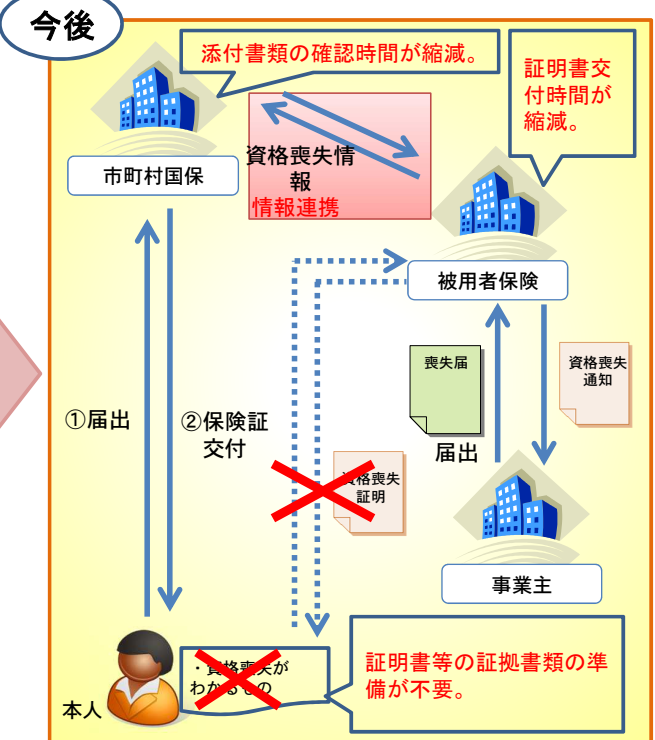 今後
添付書類の確認時間が縮減。
証明書交
付時間が
縮減。
資格喪失情
報
情報連携
市町村国保
被用者保険
喪失届
資格喪失
通知
①届出
②保険証
交付
届出
資格喪失
証明
事業主
・資格喪失が
わかるもの
証明書等の証拠書類の準
備が不要。
本人